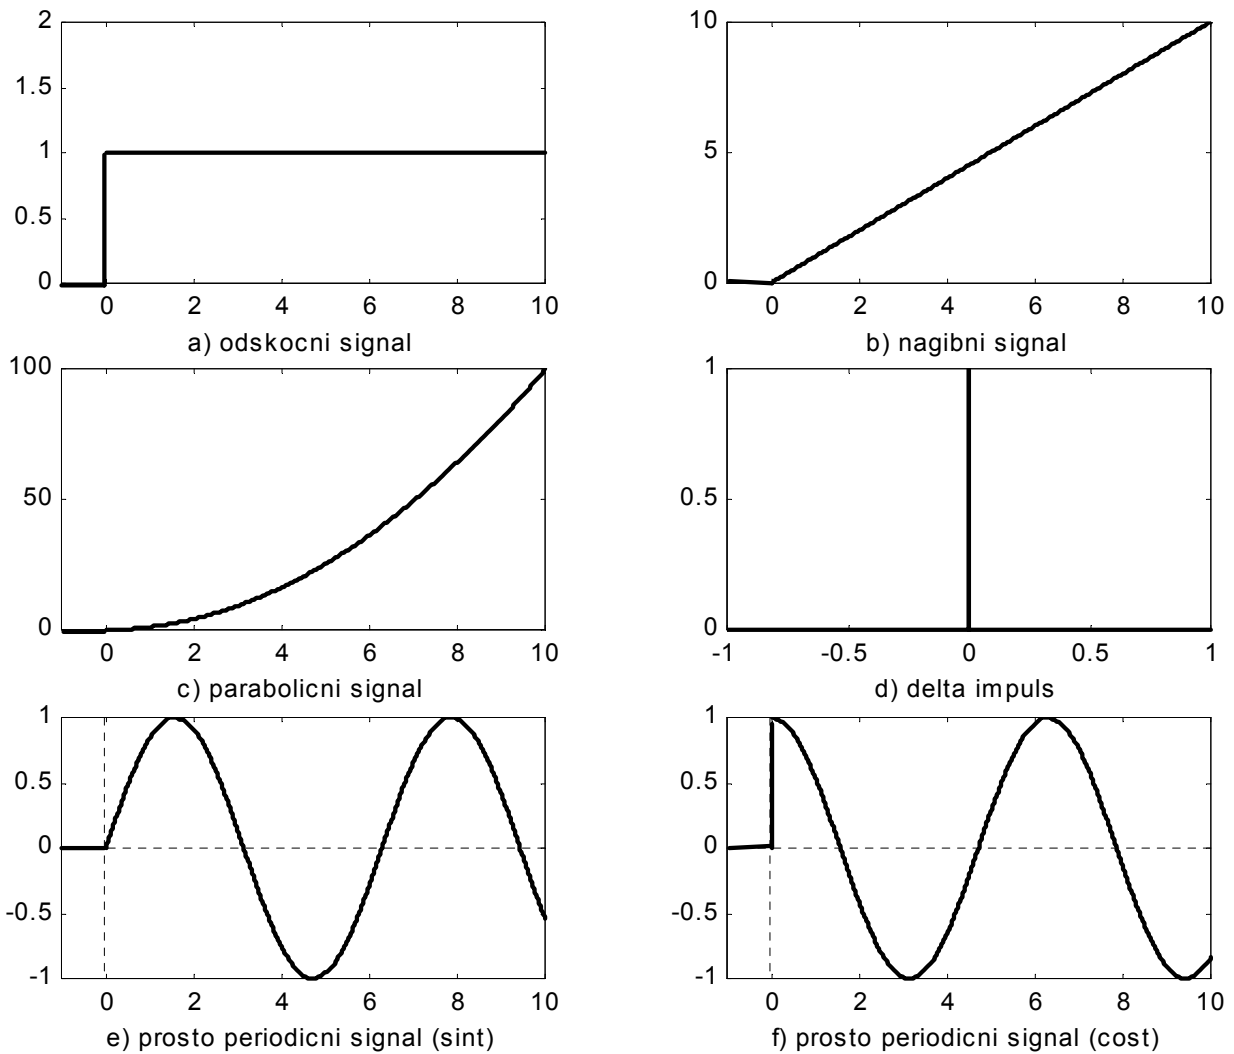 2
1.5
1
0.5
0
0 2 4 6 8 10
a) odskocni signal
10
5
0
0 2 4 6 8 10
b) nagibni signal
100
50
0
0 2 4 6 8 10
c) parabolicni signal
1
0.5
0
-1 -0.5 0 0.5 1
d) delta impuls
1
0.5
0
-0.5
-1
0 2 4 6 8 10
e) prosto periodicni signal (sint)
1
0.5
0
-0.5
-1
0 2 4 6 8 10
f) prosto periodicni signal (cost)